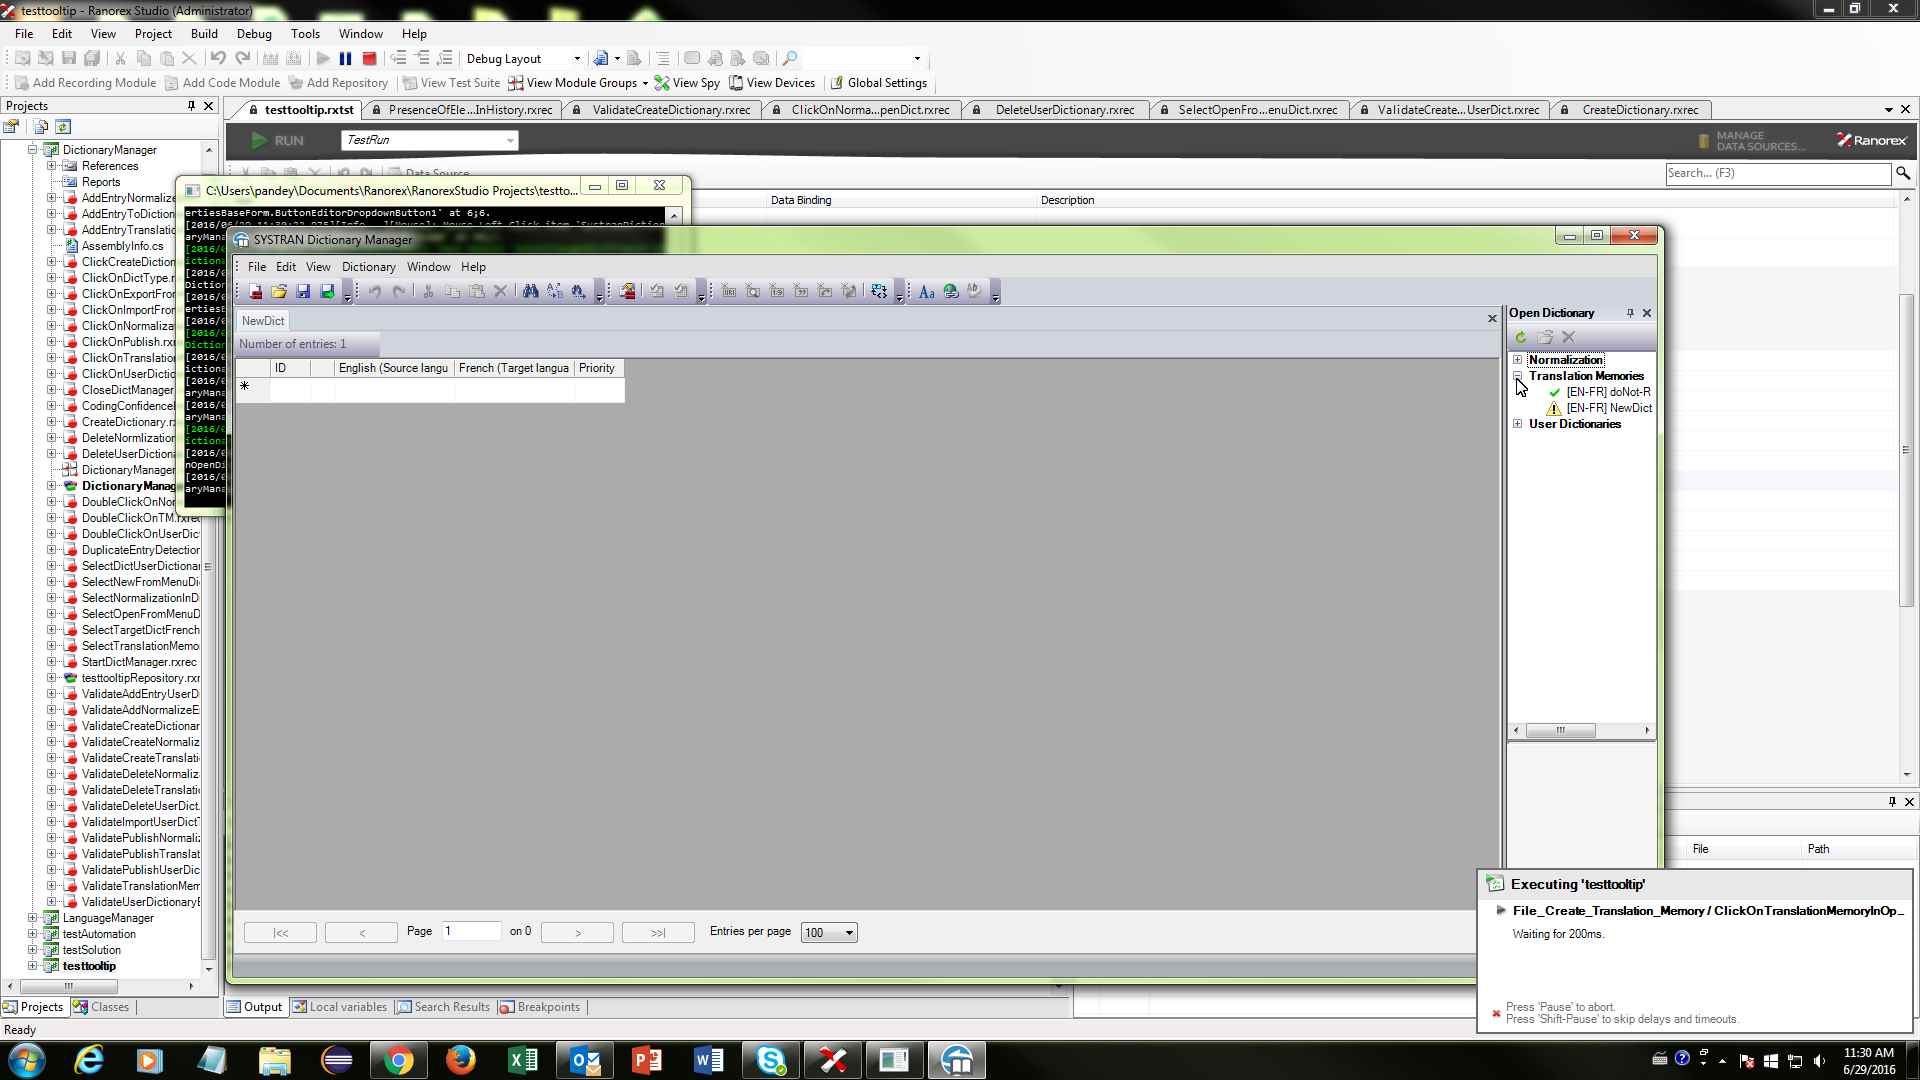 testtooltip - Ranorex Studio (Administrator)
File Edit View Project Build Debug Tools Window Help
Debug Layout
Add Recording Module Add Code Module Add Repository View Test Suite View Module Groups View Spy View Devices Global Settings
Projects
testtooltip.rxtst PresenceOfEle...InHistory.rxrec ValidateCreateDictionary.rxrec ClickOnNorma...penDict.rxrec DeleteUserDictionary.rxrec SelectOpenFro...enuDict.rxrec ValidateCreate...UserDict.rxrec CreateDictionary.rxrec
RUN TestRun
MANAGE
DATA SOURCES...
Ranorex
Data Source...
Search... (F3)
Data Binding Description
DictionaryManager
References
Reports
AddEntryNormalize
AddEntryToDiction
AddEntryTranslatio
AssemblyInfo.cs
ClickCreateDiction
ClickOnDictType.r
ClickOnExportFror
ClickOnImportFror
ClickOnNormaliza
ClickOnPublish.rx
ClickOnTranslation
ClickOnUserDictio
CloseDictManager
CodingConfidence
CreateDictionary.r
DeleteNormlization
DeleteUserDictiona
DictionaryManager
DictionaryManag
DoubleClickOnNor
DoubleClickOnTM.rxrec
DoubleClickOnUserDic
DuplicateEntryDetection
SelectDictUserDictionar
SelectNewFromMenuDi
SelectNormalizationInDi
SelectOpenFromMenuD
SelectTargetDictFrench
SelectTranslationMemo
StartDictManager.rxrec
testtooltipRepository.rxr
ValidateAddEntryUserD
ValidateAddNormalizeE
ValidateCreateDictionar
ValidateCreateNormaliz
ValidateCreateTranslati
ValidateDeleteNormaliz
ValidateDeleteTranslati
ValidateDeleteUserDict.
ValidateImportUserDictT
ValidatePublishNormali
ValidatePublishTranslat
ValidatePublishUserDic
ValidateTranslationMem
ValidateUserDictionaryE
LanguageManager
testAutomation
testSolution
testtooltip
C:\Users\pandey\Documents\Ranorex\RanorexStudio Projects\testto...
ertiesBaseForm.ButtonEditorDropdownButton1' at 6;6.
SYSTRAN Dictionary Manager
File Edit View Dictionary Window Help
NewDict
Number of entries: 1
ID English (Source langu French (Target langua Priority
Open Dictionary
Normalization
Translation Memories
[EN-FR] doNot-R
[EN-FR] NewDict
User Dictionaries
|<< < Page 1 on 0 > >>| Entries per page 100
File Path
Executing 'testtooltip'
File_Create_Translation_Memory / ClickOnTranslationMemoryInOp...
Waiting for 200ms.
Press 'Pause' to abort.
Press 'Shift-Pause' to skip delays and timeouts.
Projects Classes
Output Local variables Search Results Breakpoints
Ready
11:30 AM
6/29/2016